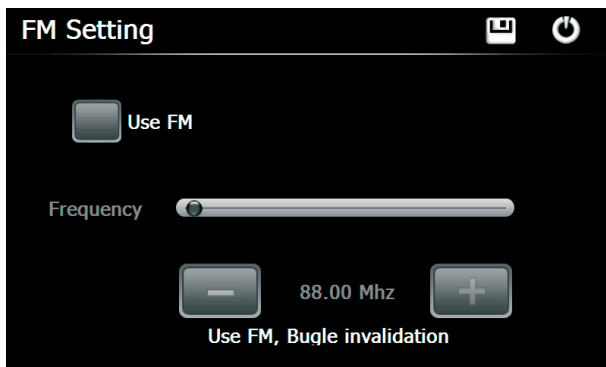 FM Setting
Use FM
Frequency
88.00 Mhz
Use FM, Bugle invalidation